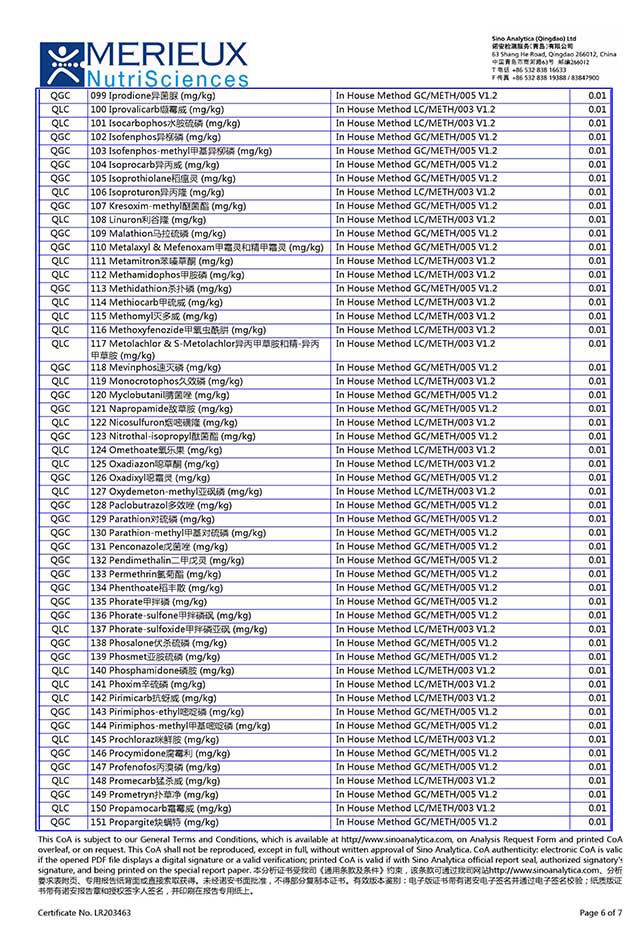 MERIEUX
NutriSciences
Sino Analytica (Qingdao) Ltd
诺安检测服务(青岛)有限公司
63 Shang He Road, Qingdao 266012, China
中国青岛市商河路63号 邮编266012
T 电话 +86 532 838 16633
F 传真 +86 532 838 19388 / 83847900
QGC 099 Iprodione异菌脲 (mg/kg) In House Method GC/METH/005 V1.2 0.01
QLC 100 Iprovalicarb缬霉威 (mg/kg) In House Method LC/METH/003 V1.2 0.01
QLC 101 Isocarbophos水胺硫磷 (mg/kg) In House Method LC/METH/003 V1.2 0.01
QGC 102 Isofenphos异柳磷 (mg/kg) In House Method GC/METH/005 V1.2 0.01
QGC 103 Isofenphos-methyl甲基异柳磷 (mg/kg) In House Method GC/METH/005 V1.2 0.01
QGC 104 Isoprocarb异丙威 (mg/kg) In House Method GC/METH/005 V1.2 0.01
QGC 105 Isoprothiolane稻瘟灵 (mg/kg) In House Method GC/METH/005 V1.2 0.01
QLC 106 Isoproturon异丙隆 (mg/kg) In House Method LC/METH/003 V1.2 0.01
QGC 107 Kresoxim-methyl醚菌酯 (mg/kg) In House Method GC/METH/005 V1.2 0.01
QLC 108 Linuron利谷隆 (mg/kg) In House Method LC/METH/003 V1.2 0.01
QGC 109 Malathion马拉硫磷 (mg/kg) In House Method GC/METH/005 V1.2 0.01
QGC 110 Metalaxyl & Mefenoxam甲霜灵和精甲霜灵 (mg/kg) In House Method GC/METH/005 V1.2 0.01
QLC 111 Metamitron苯嗪草酮 (mg/kg) In House Method LC/METH/003 V1.2 0.01
QLC 112 Methamidophos甲胺磷 (mg/kg) In House Method LC/METH/003 V1.2 0.01
QGC 113 Methidathion杀扑磷 (mg/kg) In House Method GC/METH/005 V1.2 0.01
QLC 114 Methiocarb甲硫威 (mg/kg) In House Method LC/METH/003 V1.2 0.01
QLC 115 Methomyl灭多威 (mg/kg) In House Method LC/METH/003 V1.2 0.01
QLC 116 Methoxyfenozide甲氧虫酰肼 (mg/kg) In House Method LC/METH/003 V1.2 0.01
QLC 117 Metolachlor & S-Metolachlor异丙甲草胺和精-异丙 In House Method LC/METH/003 V1.2 0.01
甲草胺 (mg/kg)
QGC 118 Mevinphos速灭磷 (mg/kg) In House Method GC/METH/005 V1.2 0.01
QLC 119 Monocrotophos久效磷 (mg/kg) In House Method LC/METH/003 V1.2 0.01
QGC 120 Myclobutanil腈菌唑 (mg/kg) In House Method GC/METH/005 V1.2 0.01
QGC 121 Napropamide敌草胺 (mg/kg) In House Method GC/METH/005 V1.2 0.01
QLC 122 Nicosulfuron烟嘧磺隆 (mg/kg) In House Method LC/METH/003 V1.2 0.01
QGC 123 Nitrothal-isopropyl酞菌酯 (mg/kg) In House Method GC/METH/005 V1.2 0.01
QLC 124 Omethoate氧乐果 (mg/kg) In House Method LC/METH/003 V1.2 0.01
QLC 125 Oxadiazon噁草酮 (mg/kg) In House Method LC/METH/003 V1.2 0.01
QGC 126 Oxadixyl噁霜灵 (mg/kg) In House Method GC/METH/005 V1.2 0.01
QLC 127 Oxydemeton-methyl亚砜磷 (mg/kg) In House Method LC/METH/003 V1.2 0.01
QGC 128 Paclobutrazol多效唑 (mg/kg) In House Method GC/METH/005 V1.2 0.01
QGC 129 Parathion对硫磷 (mg/kg) In House Method GC/METH/005 V1.2 0.01
QGC 130 Parathion-methyl甲基对硫磷 (mg/kg) In House Method GC/METH/005 V1.2 0.01
QGC 131 Penconazole戊菌唑 (mg/kg) In House Method GC/METH/005 V1.2 0.01
QGC 132 Pendimethalin二甲戊灵 (mg/kg) In House Method GC/METH/005 V1.2 0.01
QGC 133 Permethrin氯菊酯 (mg/kg) In House Method GC/METH/005 V1.2 0.01
QGC 134 Phenthoate稻丰散 (mg/kg) In House Method GC/METH/005 V1.2 0.01
QGC 135 Phorate甲拌磷 (mg/kg) In House Method GC/METH/005 V1.2 0.01
QGC 136 Phorate-sulfone甲拌磷砜 (mg/kg) In House Method GC/METH/005 V1.2 0.01
QLC 137 Phorate-sulfoxide甲拌磷亚砜 (mg/kg) In House Method LC/METH/003 V1.2 0.01
QGC 138 Phosalone伏杀硫磷 (mg/kg) In House Method GC/METH/005 V1.2 0.01
QGC 139 Phosmet亚胺硫磷 (mg/kg) In House Method GC/METH/005 V1.2 0.01
QLC 140 Phosphamidone磷胺 (mg/kg) In House Method LC/METH/003 V1.2 0.01
QLC 141 Phoxim辛硫磷 (mg/kg) In House Method LC/METH/003 V1.2 0.01
QLC 142 Pirimicarb抗蚜威 (mg/kg) In House Method LC/METH/003 V1.2 0.01
QGC 143 Pirimiphos-ethyl嘧啶磷 (mg/kg) In House Method GC/METH/005 V1.2 0.01
QGC 144 Pirimiphos-methyl甲基嘧啶磷 (mg/kg) In House Method GC/METH/005 V1.2 0.01
QLC 145 Prochloraz咪鲜胺 (mg/kg) In House Method LC/METH/003 V1.2 0.01
QGC 146 Procymidone腐霉利 (mg/kg) In House Method GC/METH/005 V1.2 0.01
QGC 147 Profenofos丙溴磷 (mg/kg) In House Method GC/METH/005 V1.2 0.01
QLC 148 Promecarb猛杀威 (mg/kg) In House Method LC/METH/003 V1.2 0.01
QGC 149 Prometryn扑草净 (mg/kg) In House Method GC/METH/005 V1.2 0.01
QLC 150 Propamocarb霜霉威 (mg/kg) In House Method LC/METH/003 V1.2 0.01
QGC 151 Propargite炔螨特 (mg/kg) In House Method GC/METH/005 V1.2 0.01
This CoA is subject to our General Terms and Conditions, which is available at http://www.sinoanalytica.com, on Analysis Request Form and printed CoA
overleaf, or on request. This CoA shall not be reproduced, except in full, without written approval of Sino Analytica. CoA authenticity: electronic CoA is valid
if the opened PDF file displays a digital signature or a valid verification; printed CoA is valid if with Sino Analytica official report seal, authorized signatury's
signature, and being printed on the special report paper. 本分析证书受我司《通用条款及条件》约束，该条款可通过我司网站http://www.sinoanalytica.com、分析
要求表附页、专用报告纸背面或直接索取获得。未经诺安书面批准，不得部分复制本证书。有效版本鉴别：电子版证书带有诺安电子签名并通过电子签名校验；纸质版证
书带有诺安报告章和授权签字人签名，并印刷在报告专用纸上。
Certificate No. LR203463
Page 6 of 7